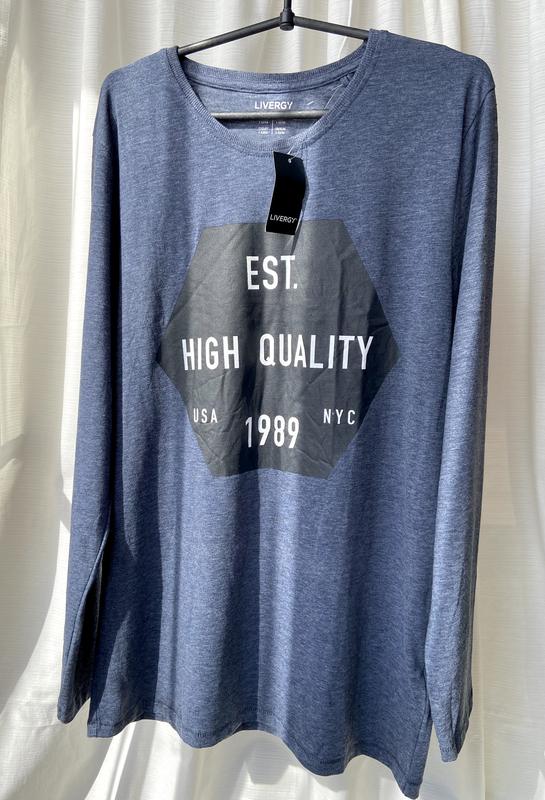 LIVERGY
LIVERGY
EST.
HIGH QUALITY
USA
NYC
1989